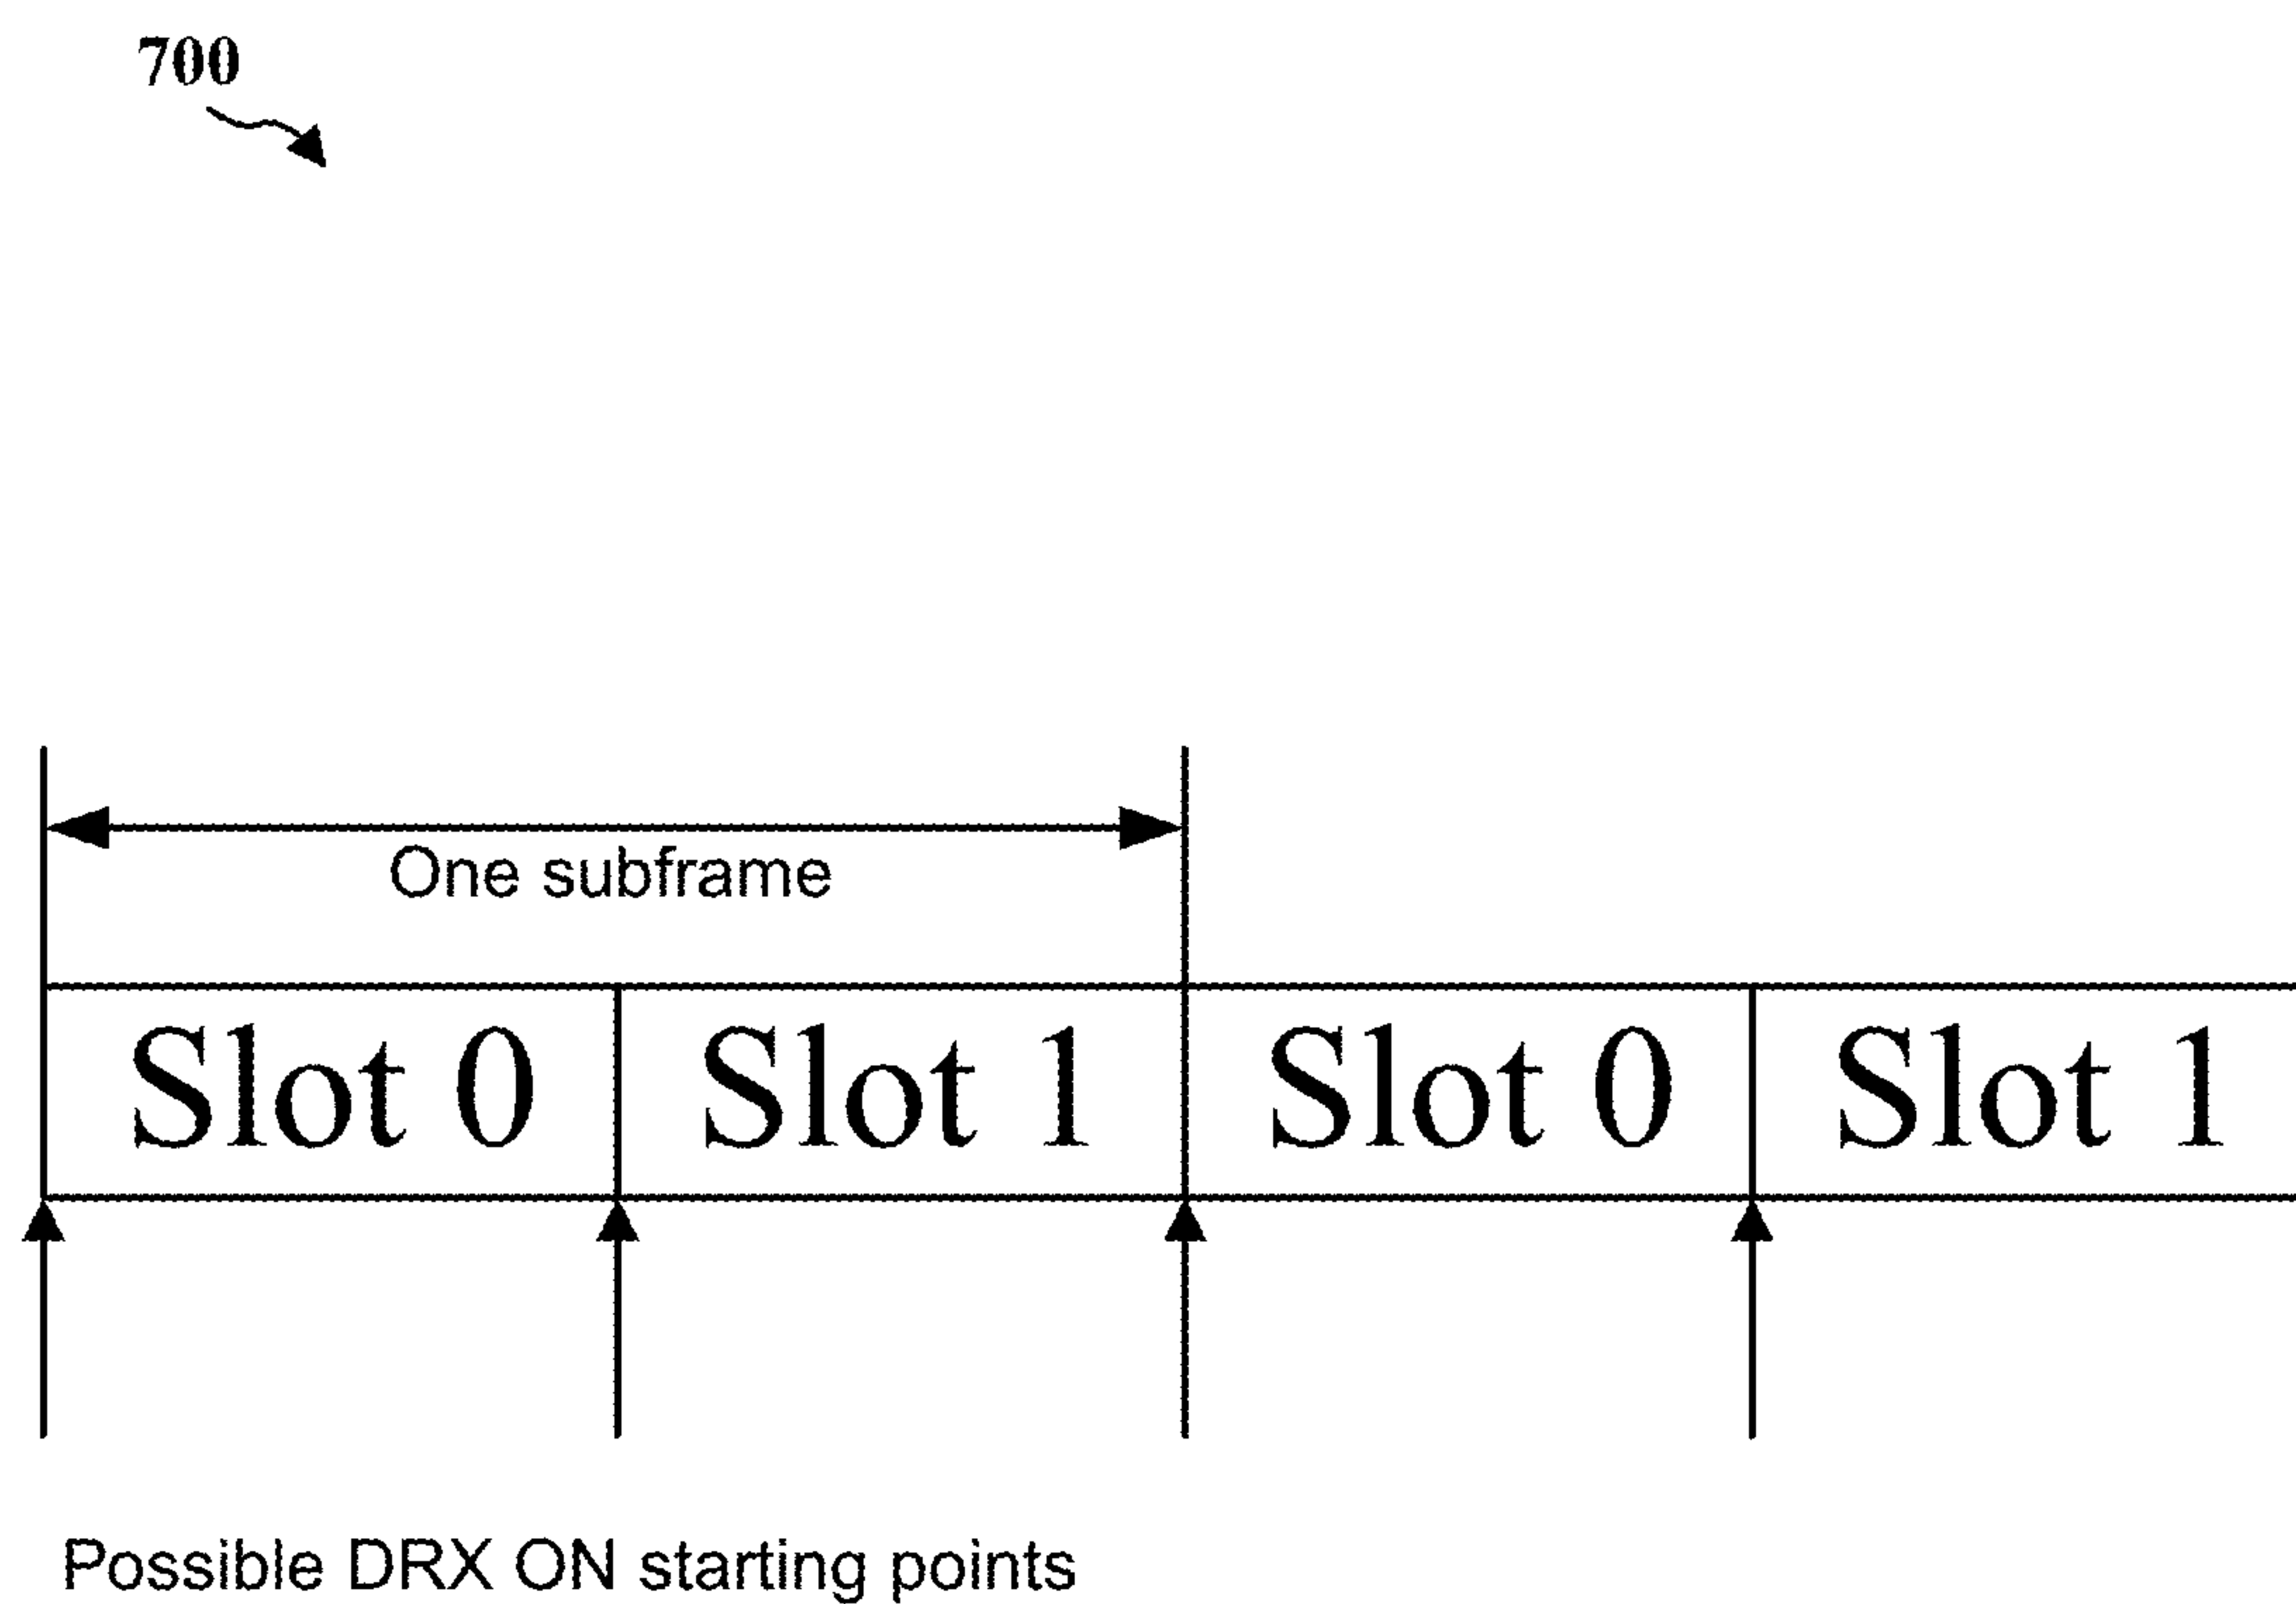 700
One subframe
Slot 0 Slot 1 Slot 0 Slot 1
Possible DRX ON starting points